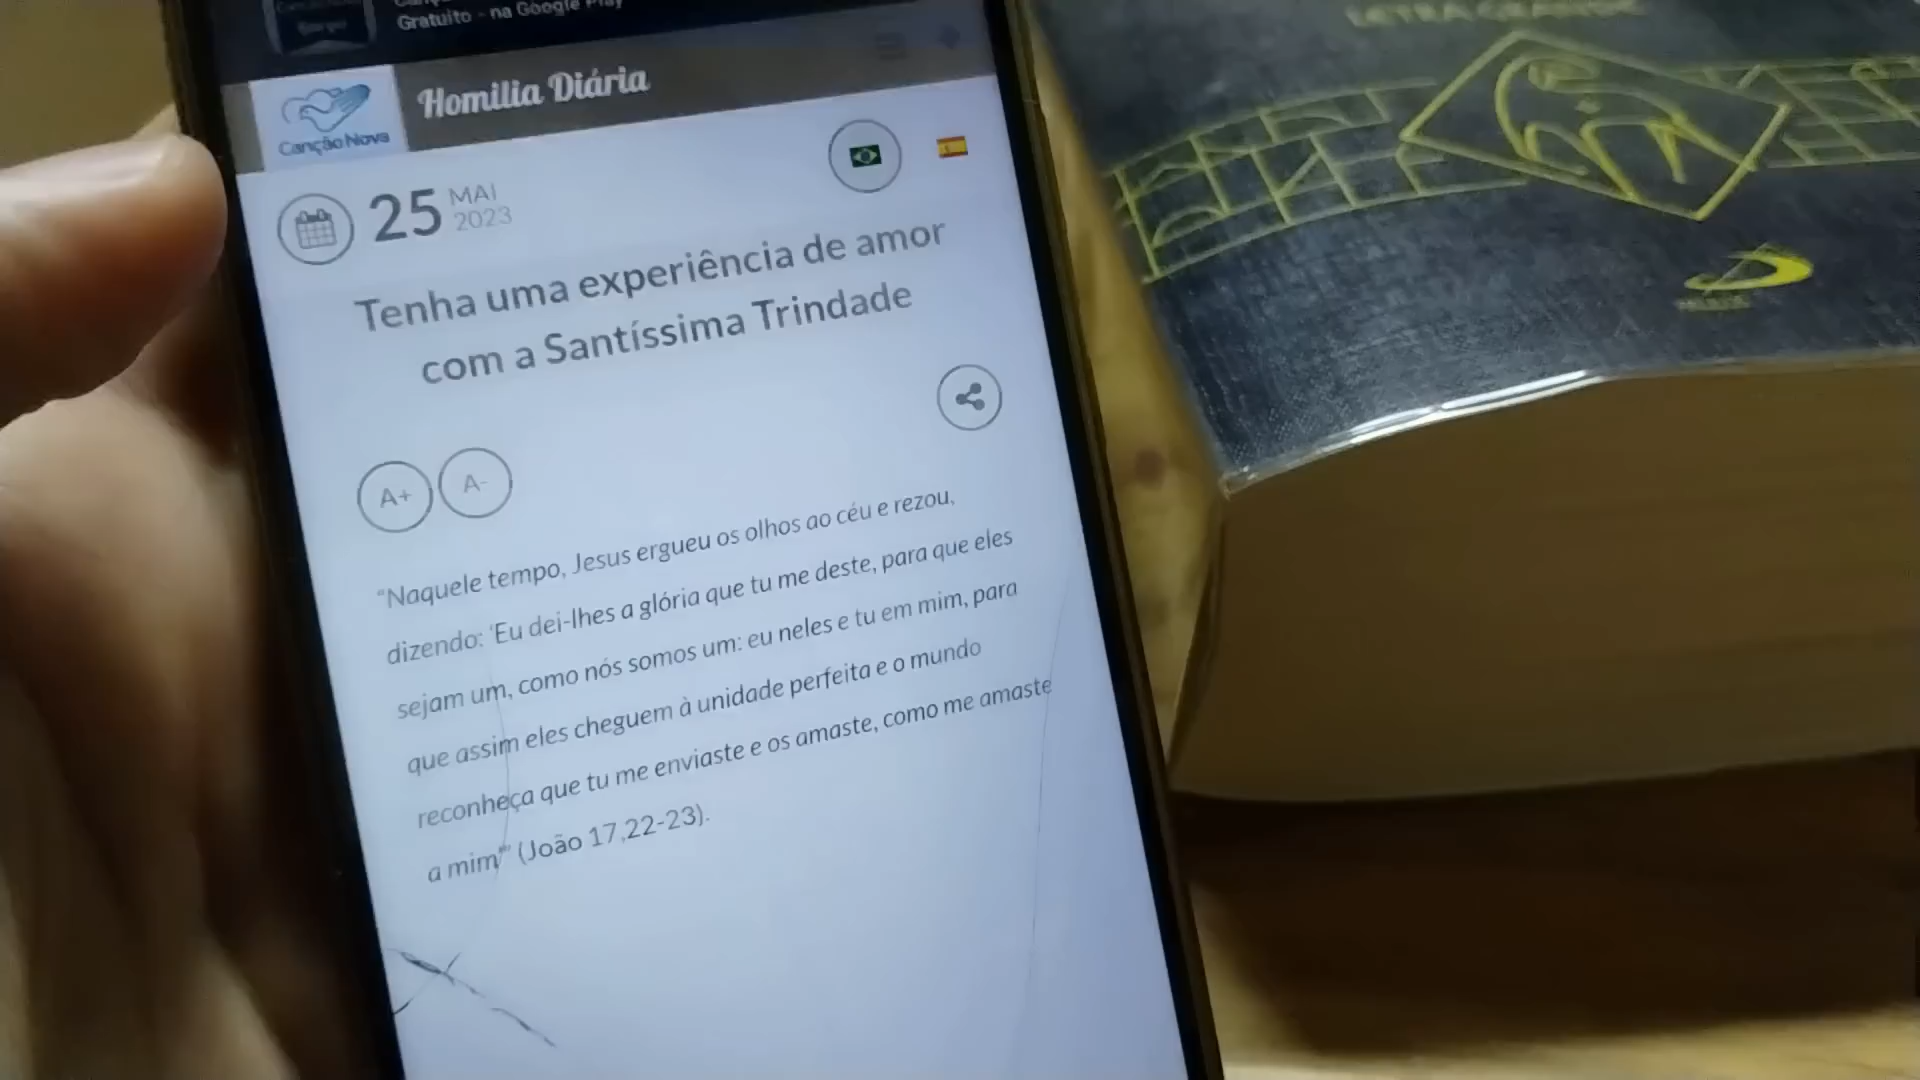 Gratuito - na Google Play
Canção Nova
Homilia Diária
25 MAI
2023
Tenha uma experiência de amor
com a Santíssima Trindade
A+ A-
“Naquele tempo, Jesus ergueu os olhos ao céu e rezou,
dizendo: ‘Eu dei-lhes a glória que tu me deste, para que eles
sejam um, como nós somos um: eu neles e tu em mim, para
que assim eles cheguem à unidade perfeita e o mundo
reconheça que tu me enviaste e os amaste, como me amaste
a mim’” (João 17,22-23).
LETRA GRANDE